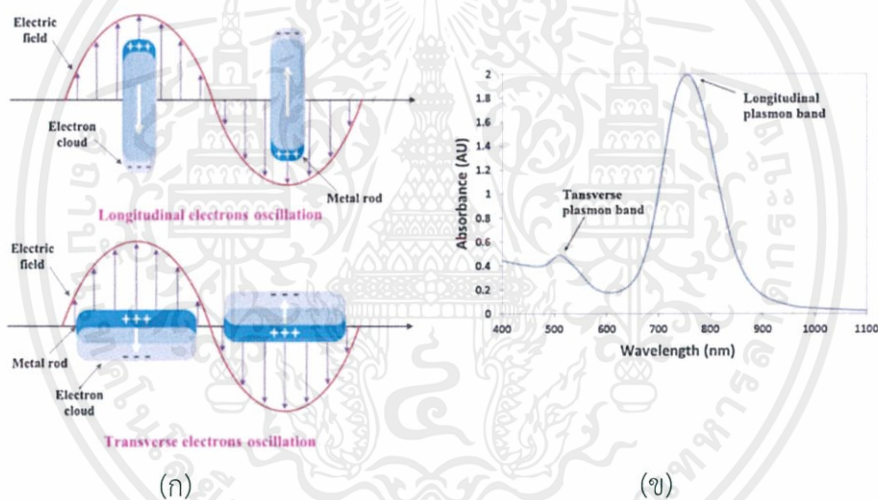 Electric
field
Electron
cloud
Metal rod
Longitudinal electrons oscillation
Electric
field
Metal rod
Electron
cloud
Transverse electrons oscillation
(ก)
Absorbance (AU)
2
1.8
1.6
1.4
1.2
1
0.8
0.6
0.4
0.2
0
Longitudinal
plasmon band
Tansverse
plasmon band
400 500 600 700 800 900 1000 1100
Wavelength (nm)
(ข)